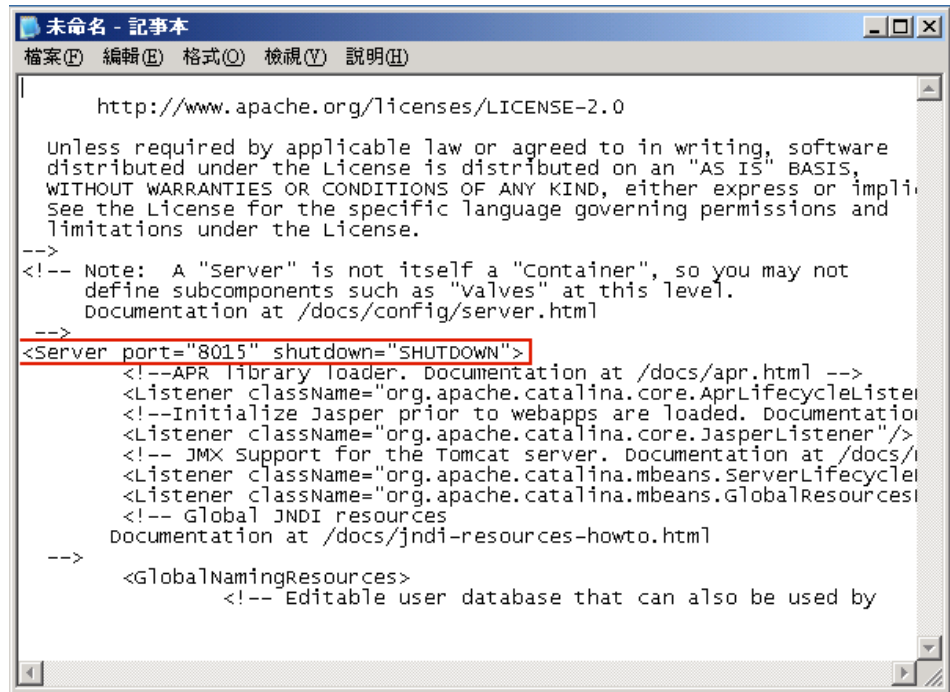 未命名 - 記事本
檔案(F) 編輯(E) 格式(O) 檢視(V) 說明(H)
http://www.apache.org/licenses/LICENSE-2.0
Unless required by applicable law or agreed to in writing, software
distributed under the License is distributed on an "AS IS" BASIS,
WITHOUT WARRANTIES OR CONDITIONS OF ANY KIND, either express or impli
See the License for the specific language governing permissions and
limitations under the License.
-->
<!-- Note:  A "Server" is not itself a "Container", so you may not
define subcomponents such as "Valves" at this level.
Documentation at /docs/config/server.html
-->
<Server port="8015" shutdown="SHUTDOWN">
<!--APR library loader. Documentation at /docs/apr.html -->
<Listener className="org.apache.catalina.core.AprLifecycleListe
<!--Initialize Jasper prior to webapps are loaded. Documentatio
<Listener className="org.apache.catalina.core.JasperListener"/>
<!-- JMX Support for the Tomcat server. Documentation at /docs/
<Listener className="org.apache.catalina.mbeans.ServerLifecycle
<Listener className="org.apache.catalina.mbeans.GlobalResources
<!-- Global JNDI resources
Documentation at /docs/jndi-resources-howto.html
-->
<GlobalNamingResources>
<!-- Editable user database that can also be used by